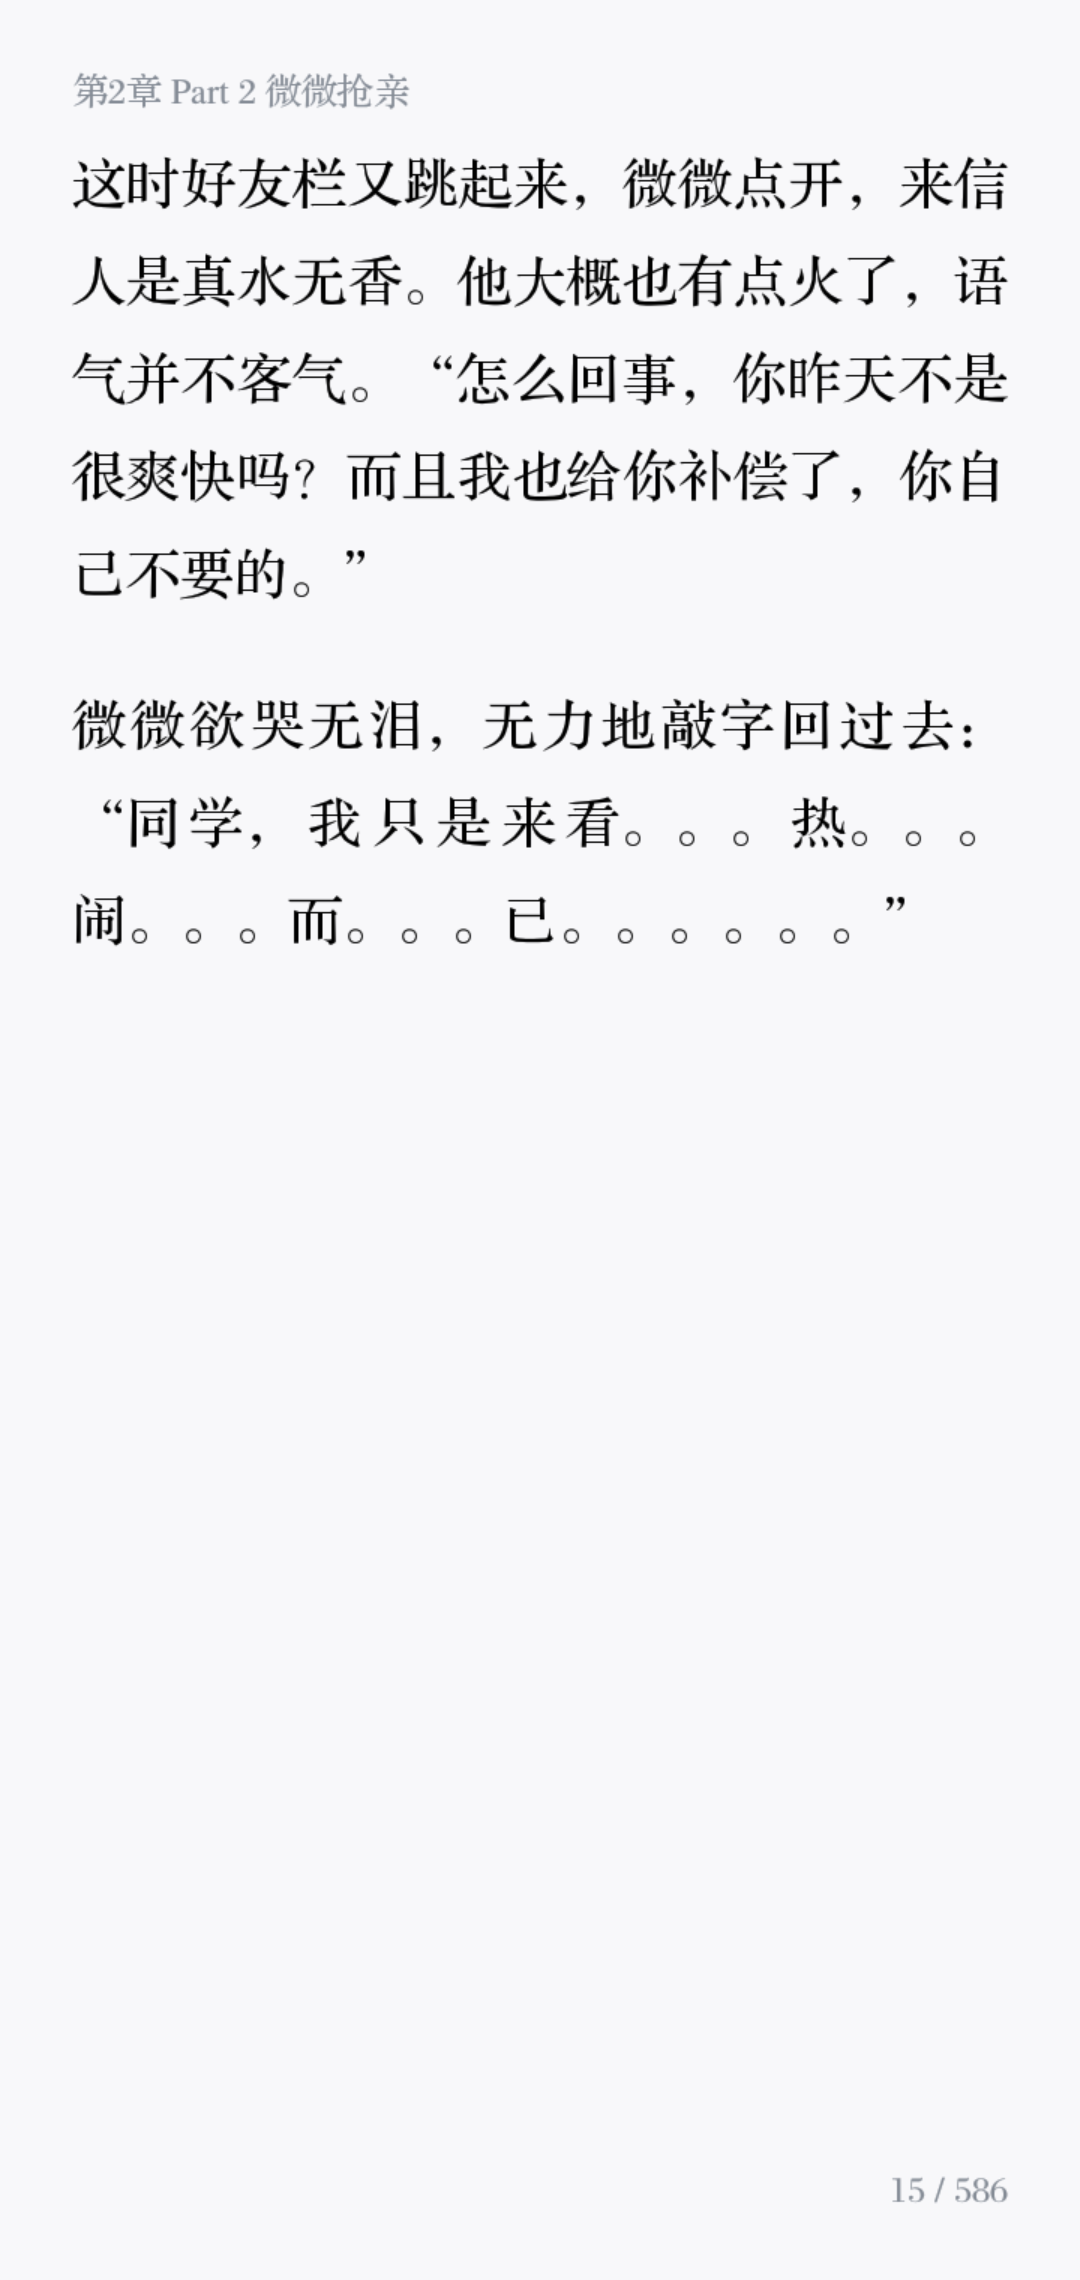 第2章 Part 2 微微抢亲
这时好友栏又跳起来，微微点开，来信
人是真水无香。他大概也有点火了，语
气并不客气。“怎么回事，你昨天不是
很爽快吗？而且我也给你补偿了，你自
己不要的。”
微微欲哭无泪，无力地敲字回过去：
“同学，我只是来看。。。热。。。
闹。。。而。。。已。。。。。。”
15 / 586